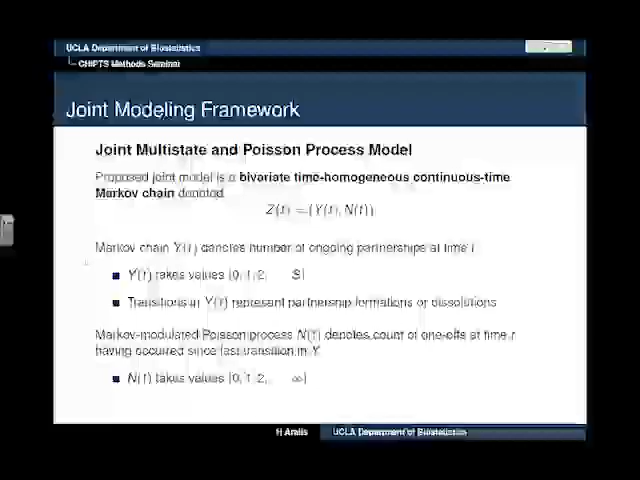 UCLA Department of Biostatistics
CHIPTS Methods Seminar
Joint Modeling Framework
Joint Multistate and Poisson Process Model
Proposed joint model is a bivariate time-homogeneous continuous-time
Markov chain denoted
Z(t) = (Y(t), N(t))
Markov chain Y(t) denotes number of ongoing partnerships at time t
Y(t) takes values {0, 1, 2, S}
Transitions in Y(t) represent partnership formations or dissolutions
Markov-modulated Poisson process N(t) denotes count of one-offs at time t
having occurred since last transition in Y
N(t) takes values {0, 1, 2, ∞}
H Aralis
UCLA Department of Biostatistics